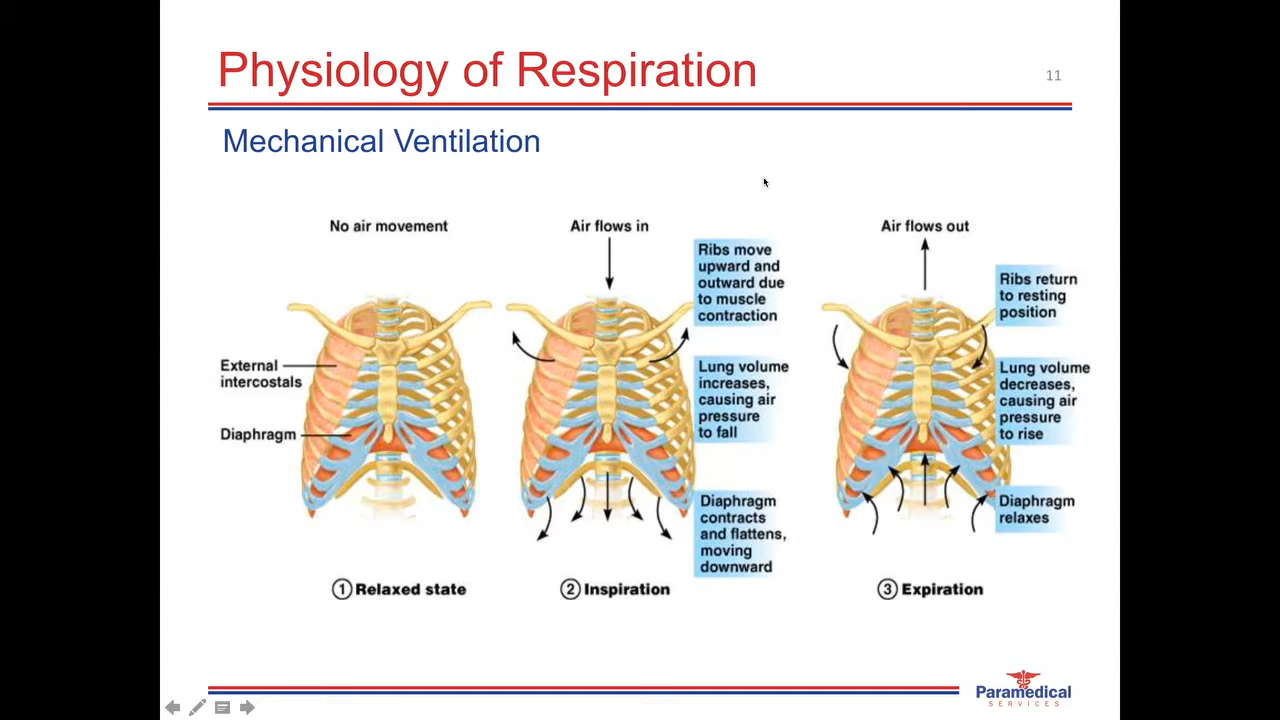 Physiology of Respiration
11
Mechanical Ventilation
No air movement
External
intercostals
Diaphragm
1 Relaxed state
Air flows in
Ribs move
upward and
outward due
to muscle
contraction
Lung volume
increases,
causing air
pressure
to fall
Diaphragm
contracts
and flattens,
moving
downward
2 Inspiration
Air flows out
Ribs return
to resting
position
Lung volume
decreases,
causing air
pressure
to rise
Diaphragm
relaxes
3 Expiration
Paramedical
SERVICES